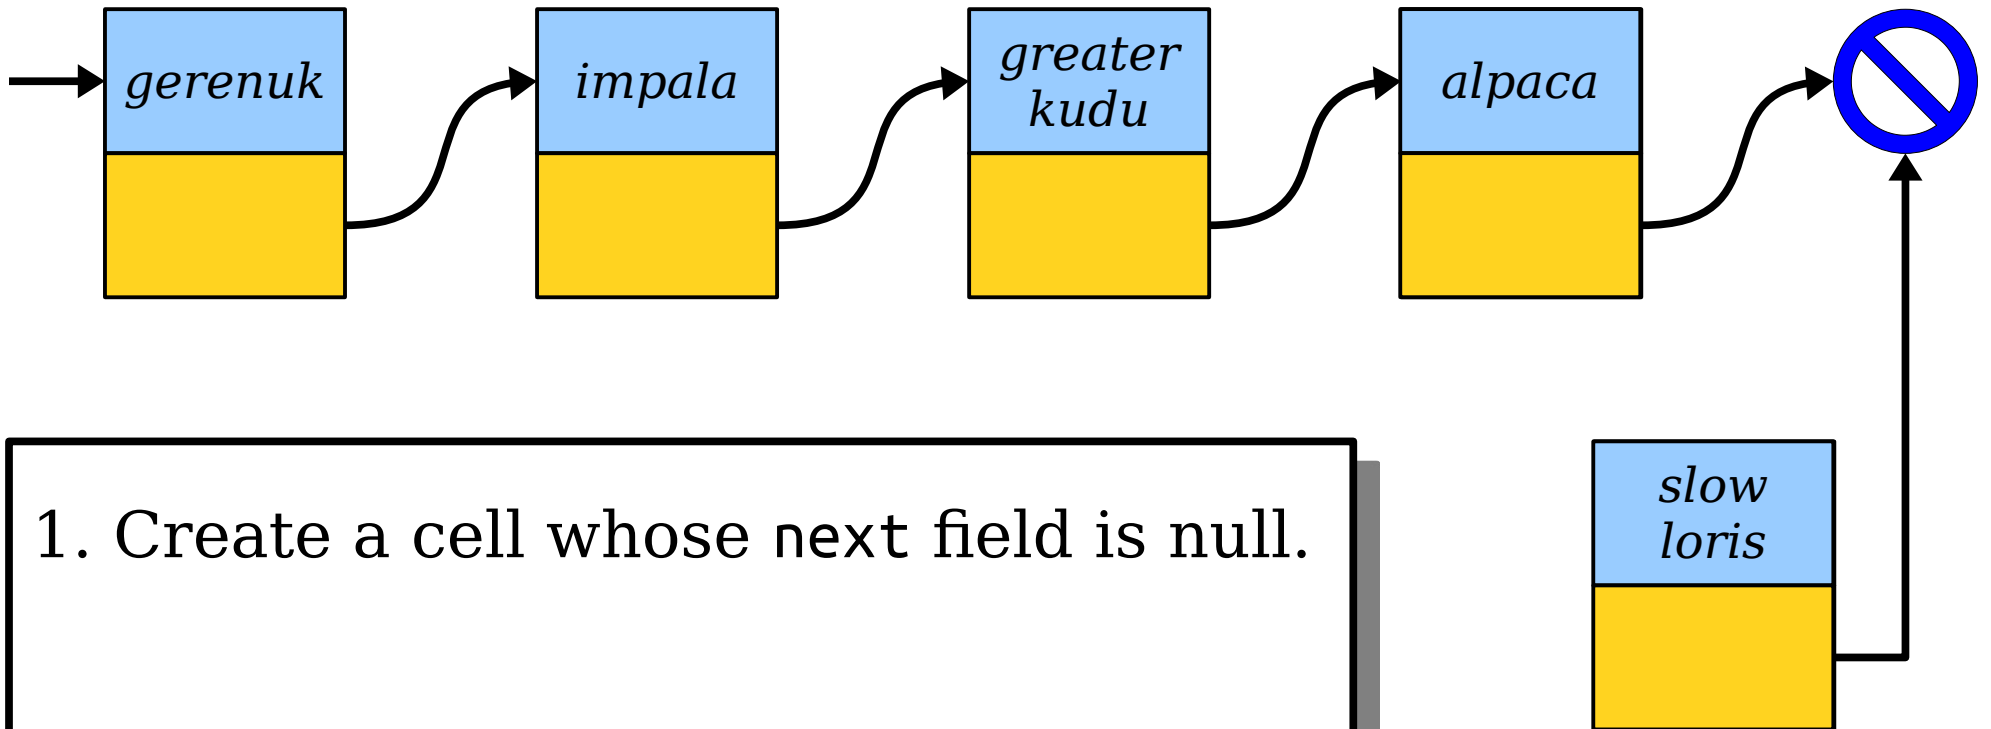 gerenuk
impala
greater
kudu
alpaca
1. Create a cell whose next field is null.
slow
loris